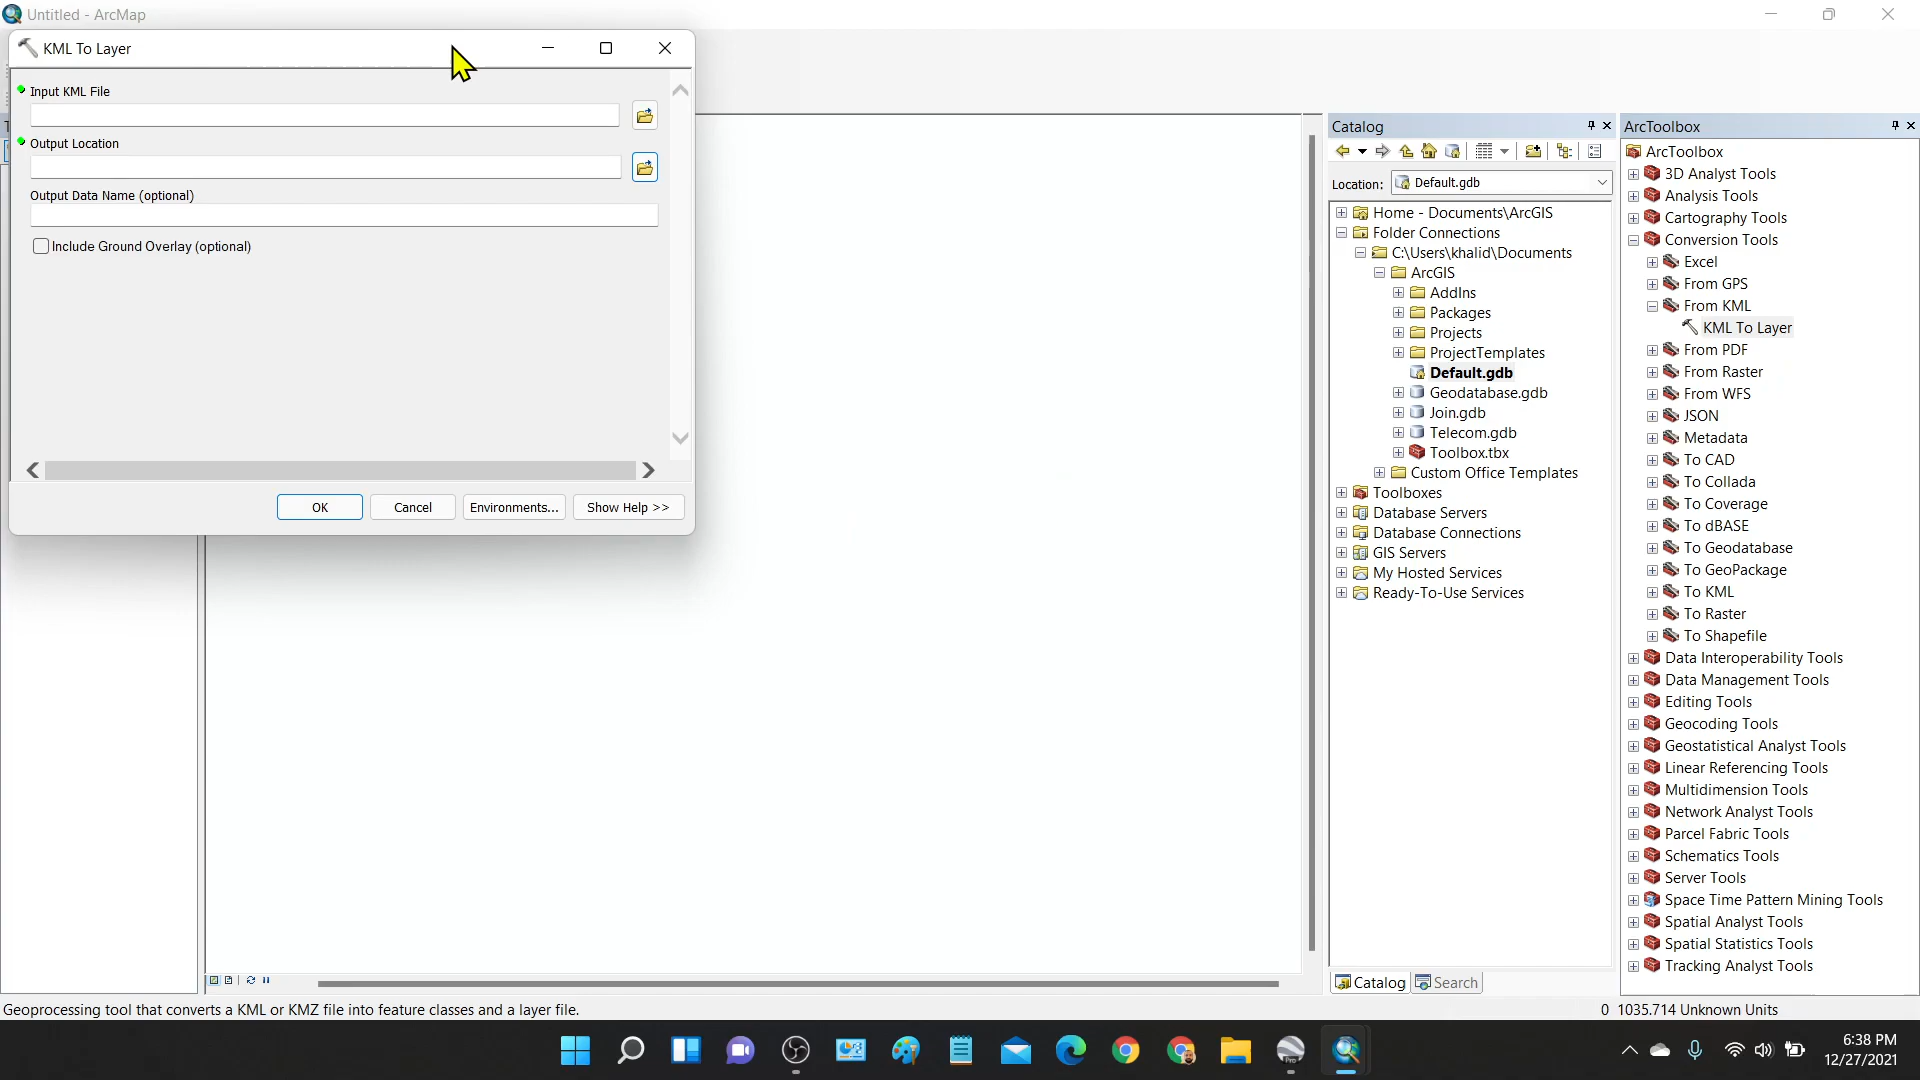 Untitled - ArcMap
KML To Layer
Input KML File
Output Location
Output Data Name (optional)
Include Ground Overlay (optional)
OK
Cancel
Environments...
Show Help >>
Catalog
Location:
Default.gdb
Home - Documents\ArcGIS
Folder Connections
C:\Users\khalid\Documents
ArcGIS
AddIns
Packages
Projects
ProjectTemplates
Default.gdb
Geodatabase.gdb
Join.gdb
Telecom.gdb
Toolbox.tbx
Custom Office Templates
Toolboxes
Database Servers
Database Connections
GIS Servers
My Hosted Services
Ready-To-Use Services
Catalog
Search
ArcToolbox
ArcToolbox
3D Analyst Tools
Analysis Tools
Cartography Tools
Conversion Tools
Excel
From GPS
From KML
KML To Layer
From PDF
From Raster
From WFS
JSON
Metadata
To CAD
To Collada
To Coverage
To dBASE
To Geodatabase
To GeoPackage
To KML
To Raster
To Shapefile
Data Interoperability Tools
Data Management Tools
Editing Tools
Geocoding Tools
Geostatistical Analyst Tools
Linear Referencing Tools
Multidimension Tools
Network Analyst Tools
Parcel Fabric Tools
Schematics Tools
Server Tools
Space Time Pattern Mining Tools
Spatial Analyst Tools
Spatial Statistics Tools
Tracking Analyst Tools
Geoprocessing tool that converts a KML or KMZ file into feature classes and a layer file.
0 1035.714 Unknown Units
Pro
6:38 PM
12/27/2021